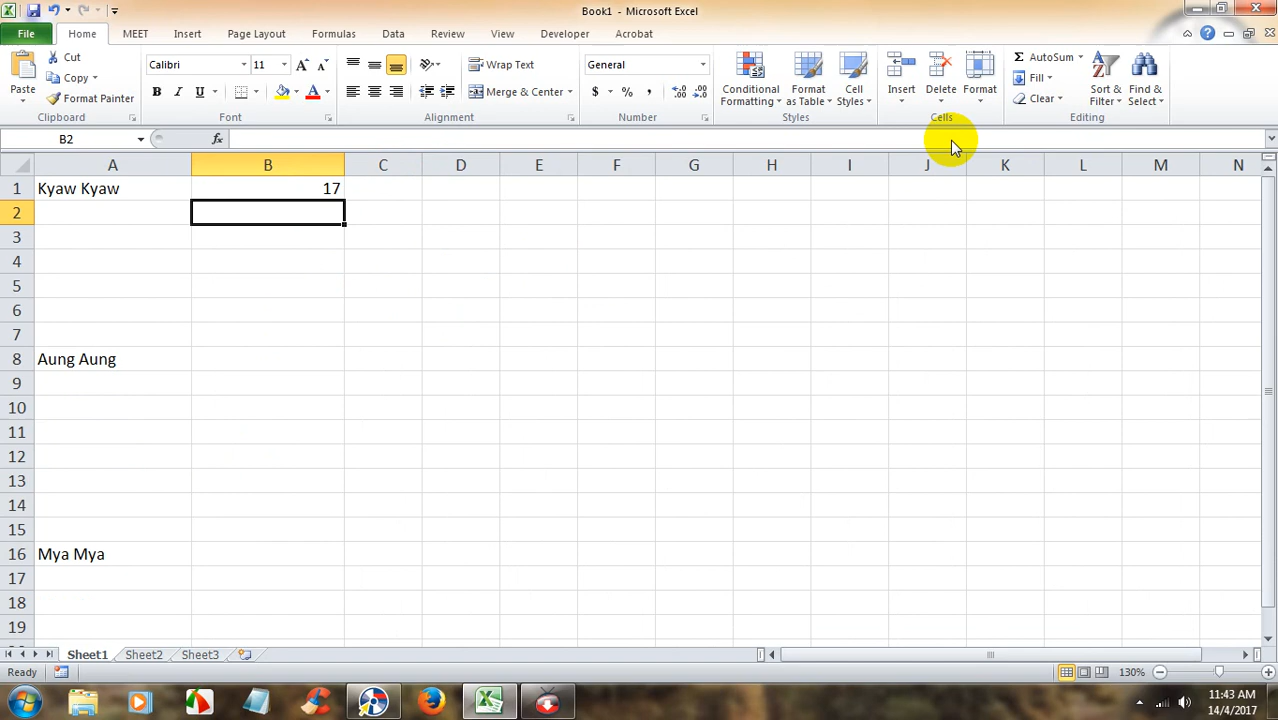 Book1 - Microsoft Excel
File Home MEET Insert Page Layout Formulas Data Review View Developer Acrobat
Paste
Cut
Copy
Format Painter
Clipboard
Calibri 11
B I U
Font
Wrap Text
Merge & Center
Alignment
General
$ % ,
Number
Conditional Formatting
Format as Table
Cell Styles
Styles
Insert
Delete
Format
Cells
Σ AutoSum
Fill
Clear
Sort & Filter
Find & Select
Editing
B2 fx
A B C D E F G H I J K L M N
1 Kyaw Kyaw 17
2
3
4
5
6
7
8 Aung Aung
9
10
11
12
13
14
15
16 Mya Mya
17
18
19
Sheet1 Sheet2 Sheet3
Ready 130%
11:43 AM
14/4/2017